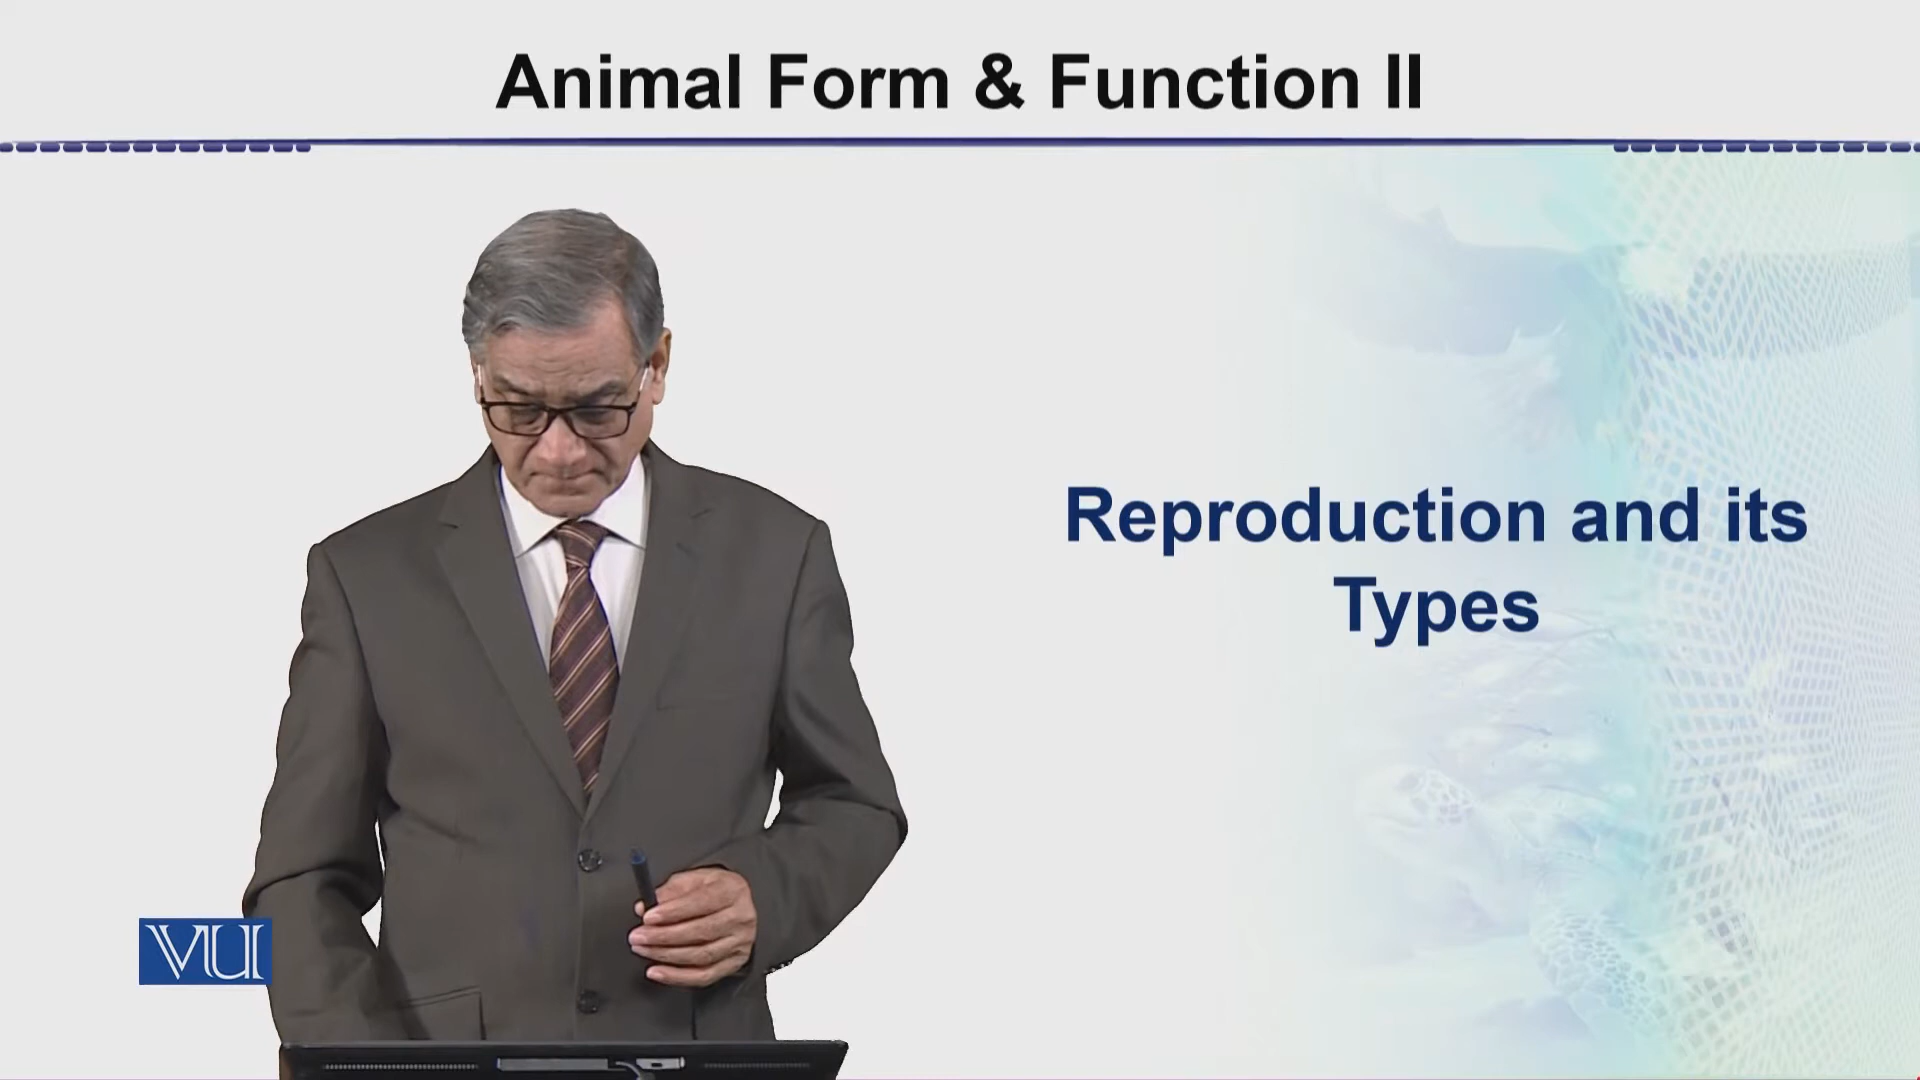 Animal Form & Function II
Reproduction and its
Types
VU